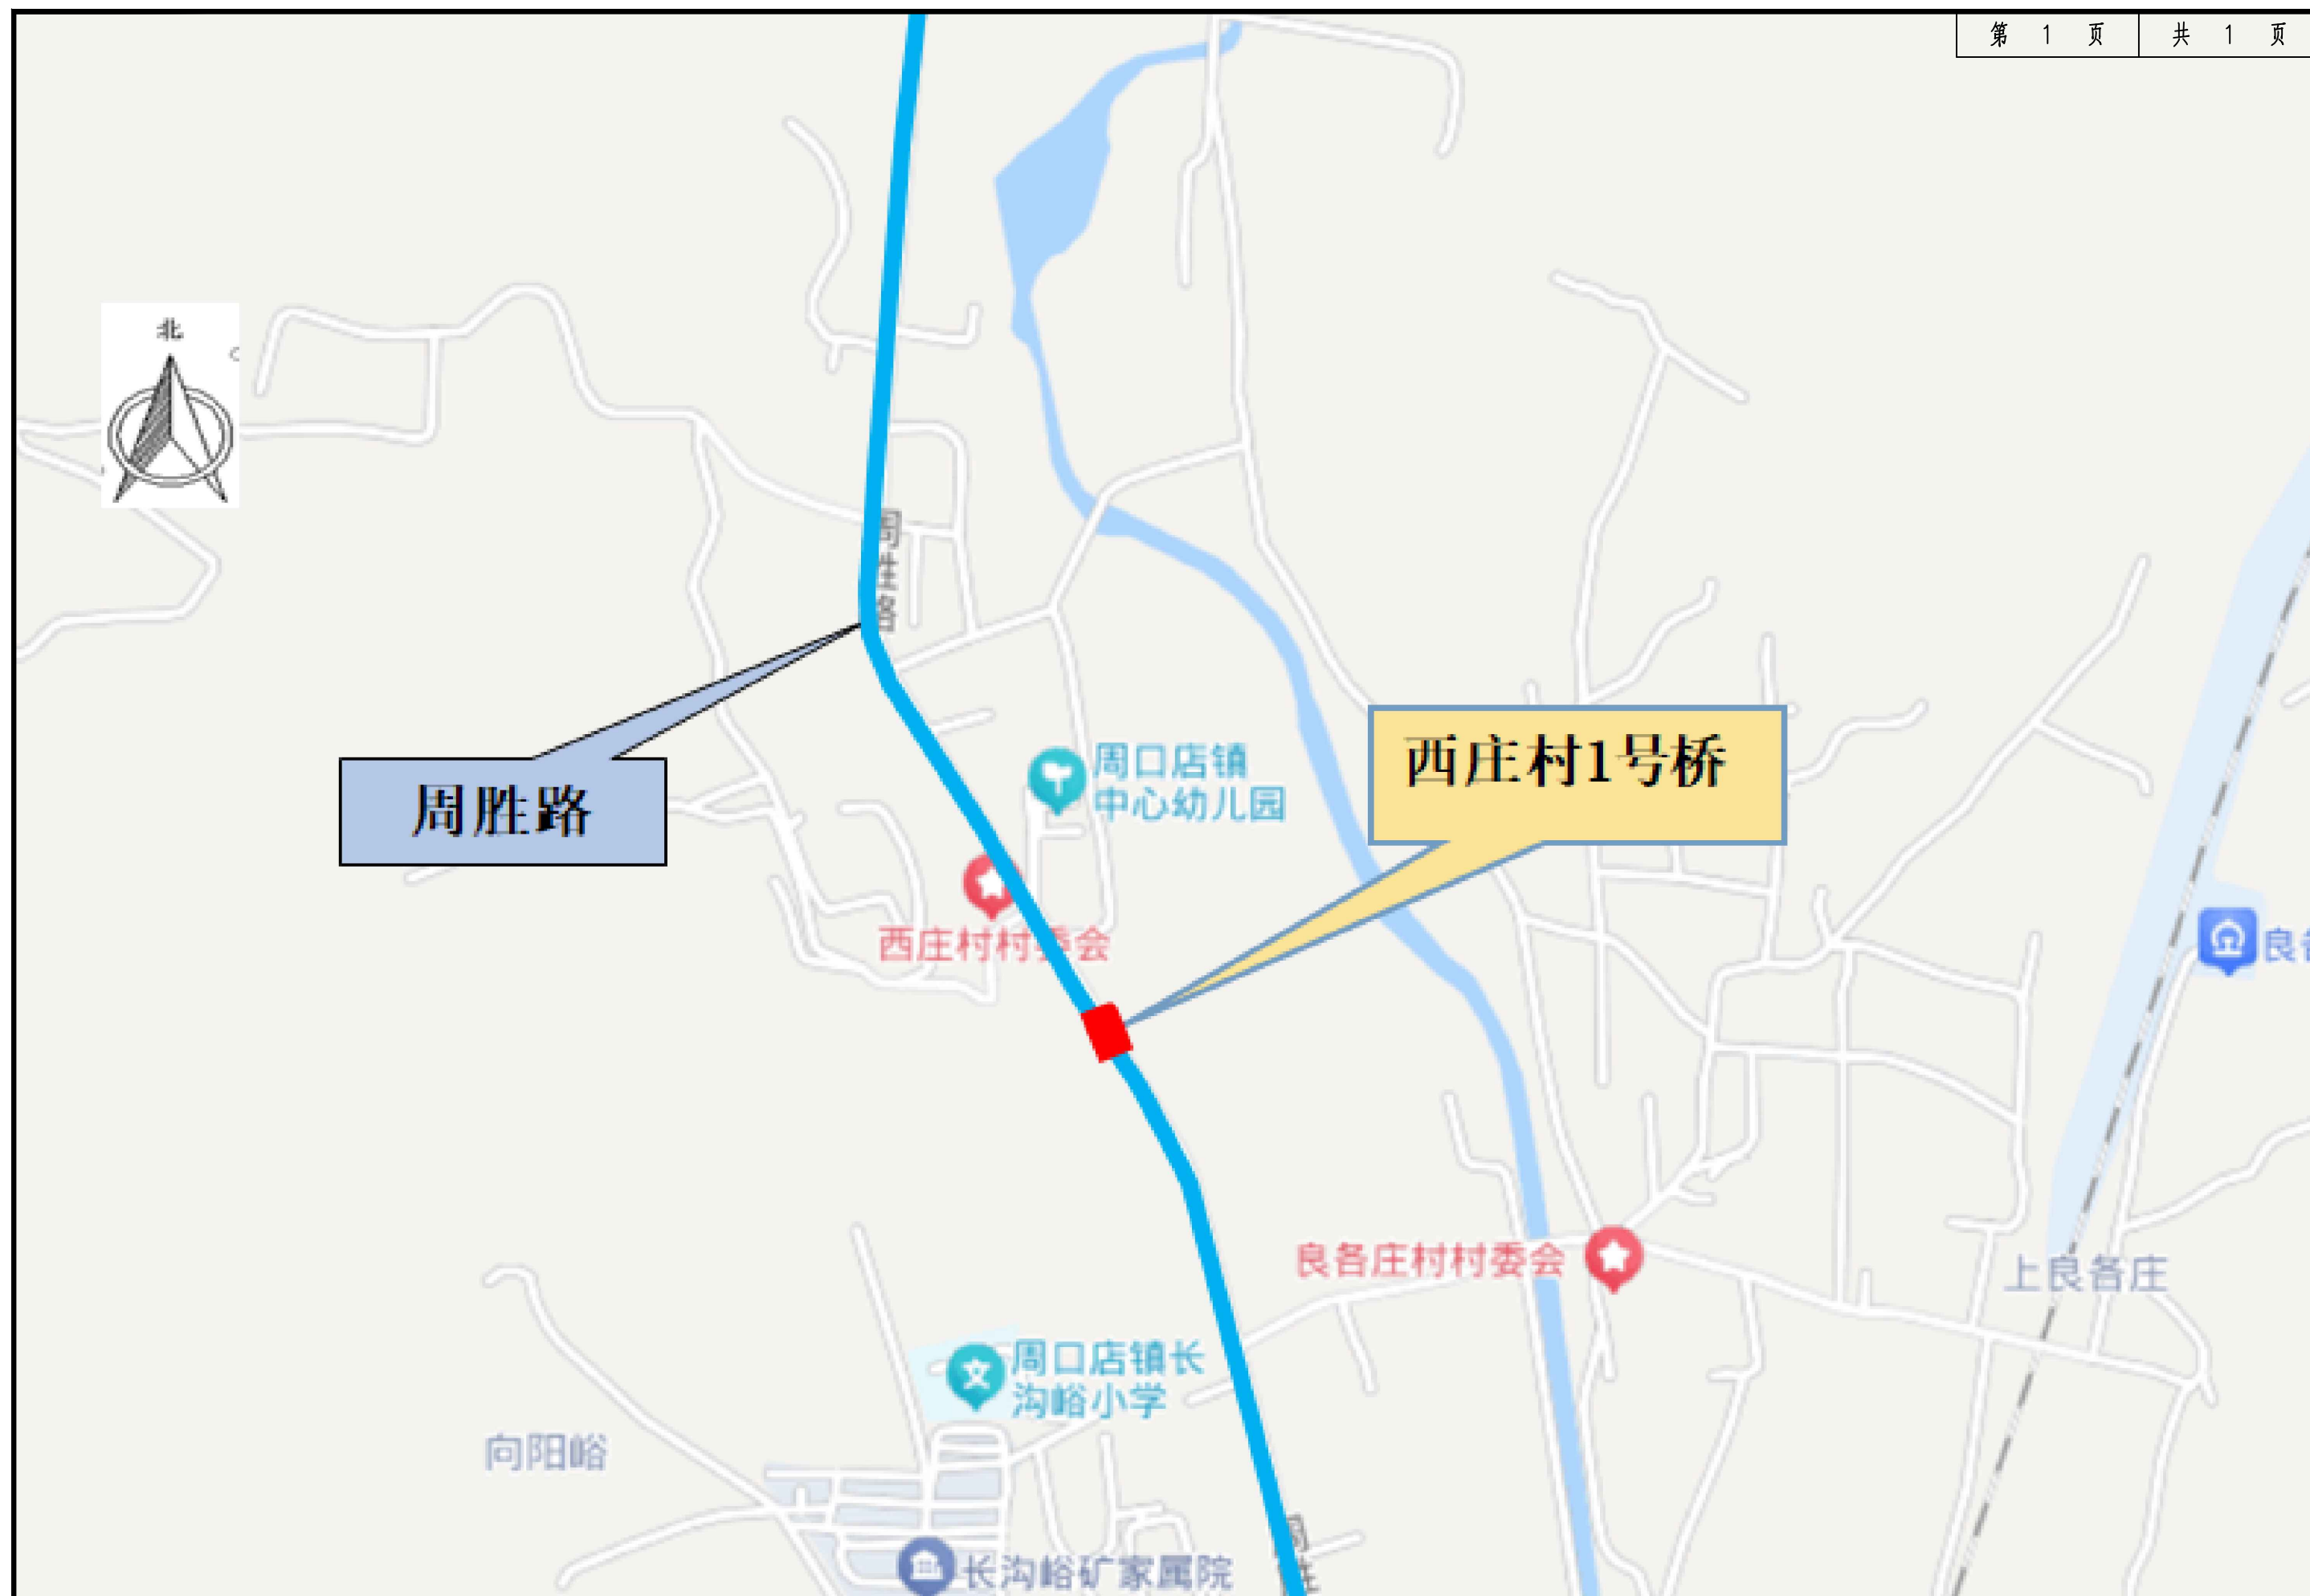 第 1 页 共 1 页
北
周胜路
周口店镇
中心幼儿园
西庄村1号桥
周胜路
西庄村村委会
良各庄村村委会
上良各庄
周口店镇长
沟峪小学
向阳峪
长沟峪矿家属院